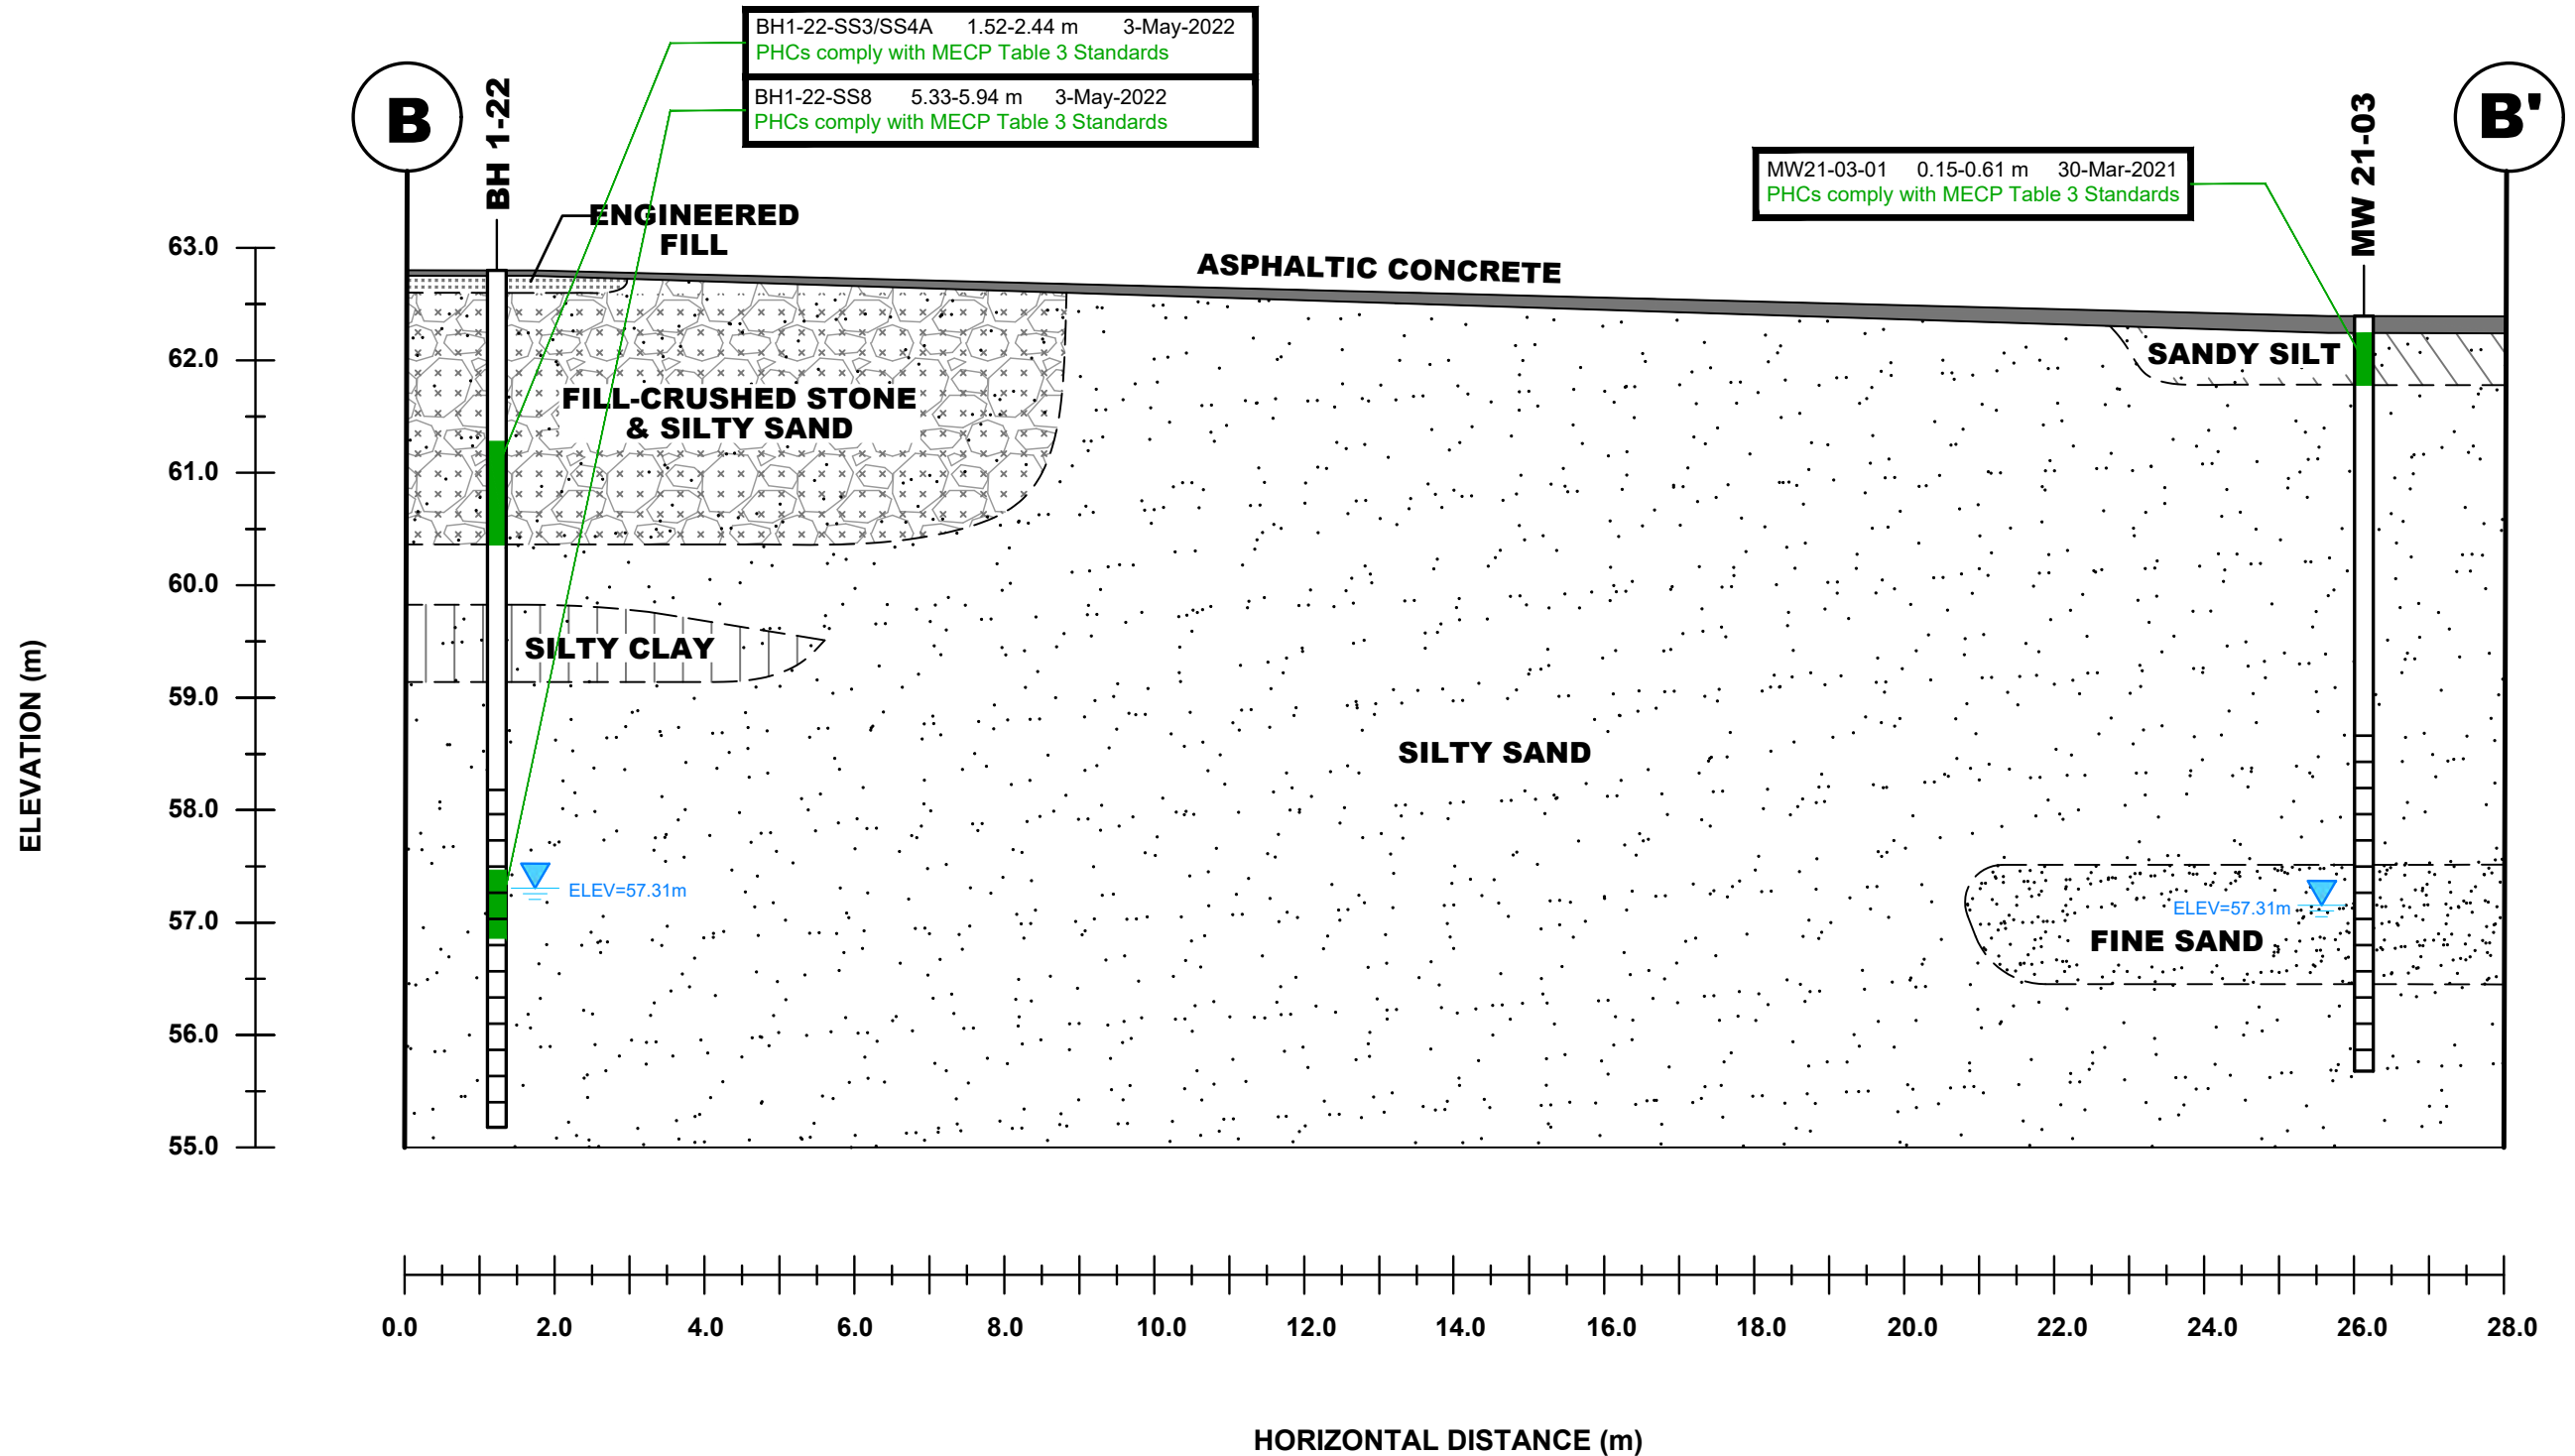 BH1-22-SS3/SS4A 1.52-2.44 m 3-May-2022
PHCs comply with MECP Table 3 Standards
BH1-22-SS8 5.33-5.94 m 3-May-2022
PHCs comply with MECP Table 3 Standards
B
BH 1-22
MW21-03-01 0.15-0.61 m 30-Mar-2021
PHCs comply with MECP Table 3 Standards
MW 21-03
B'
ENGINEERED
FILL
ASPHALTIC CONCRETE
SANDY SILT
FILL-CRUSHED STONE
& SILTY SAND
SILTY CLAY
SILTY SAND
ELEV=57.31m
ELEV=57.31m
FINE SAND
ELEVATION (m)
63.0
62.0
61.0
60.0
59.0
58.0
57.0
56.0
55.0
0.0 2.0 4.0 6.0 8.0 10.0 12.0 14.0 16.0 18.0 20.0 22.0 24.0 26.0 28.0
HORIZONTAL DISTANCE (m)